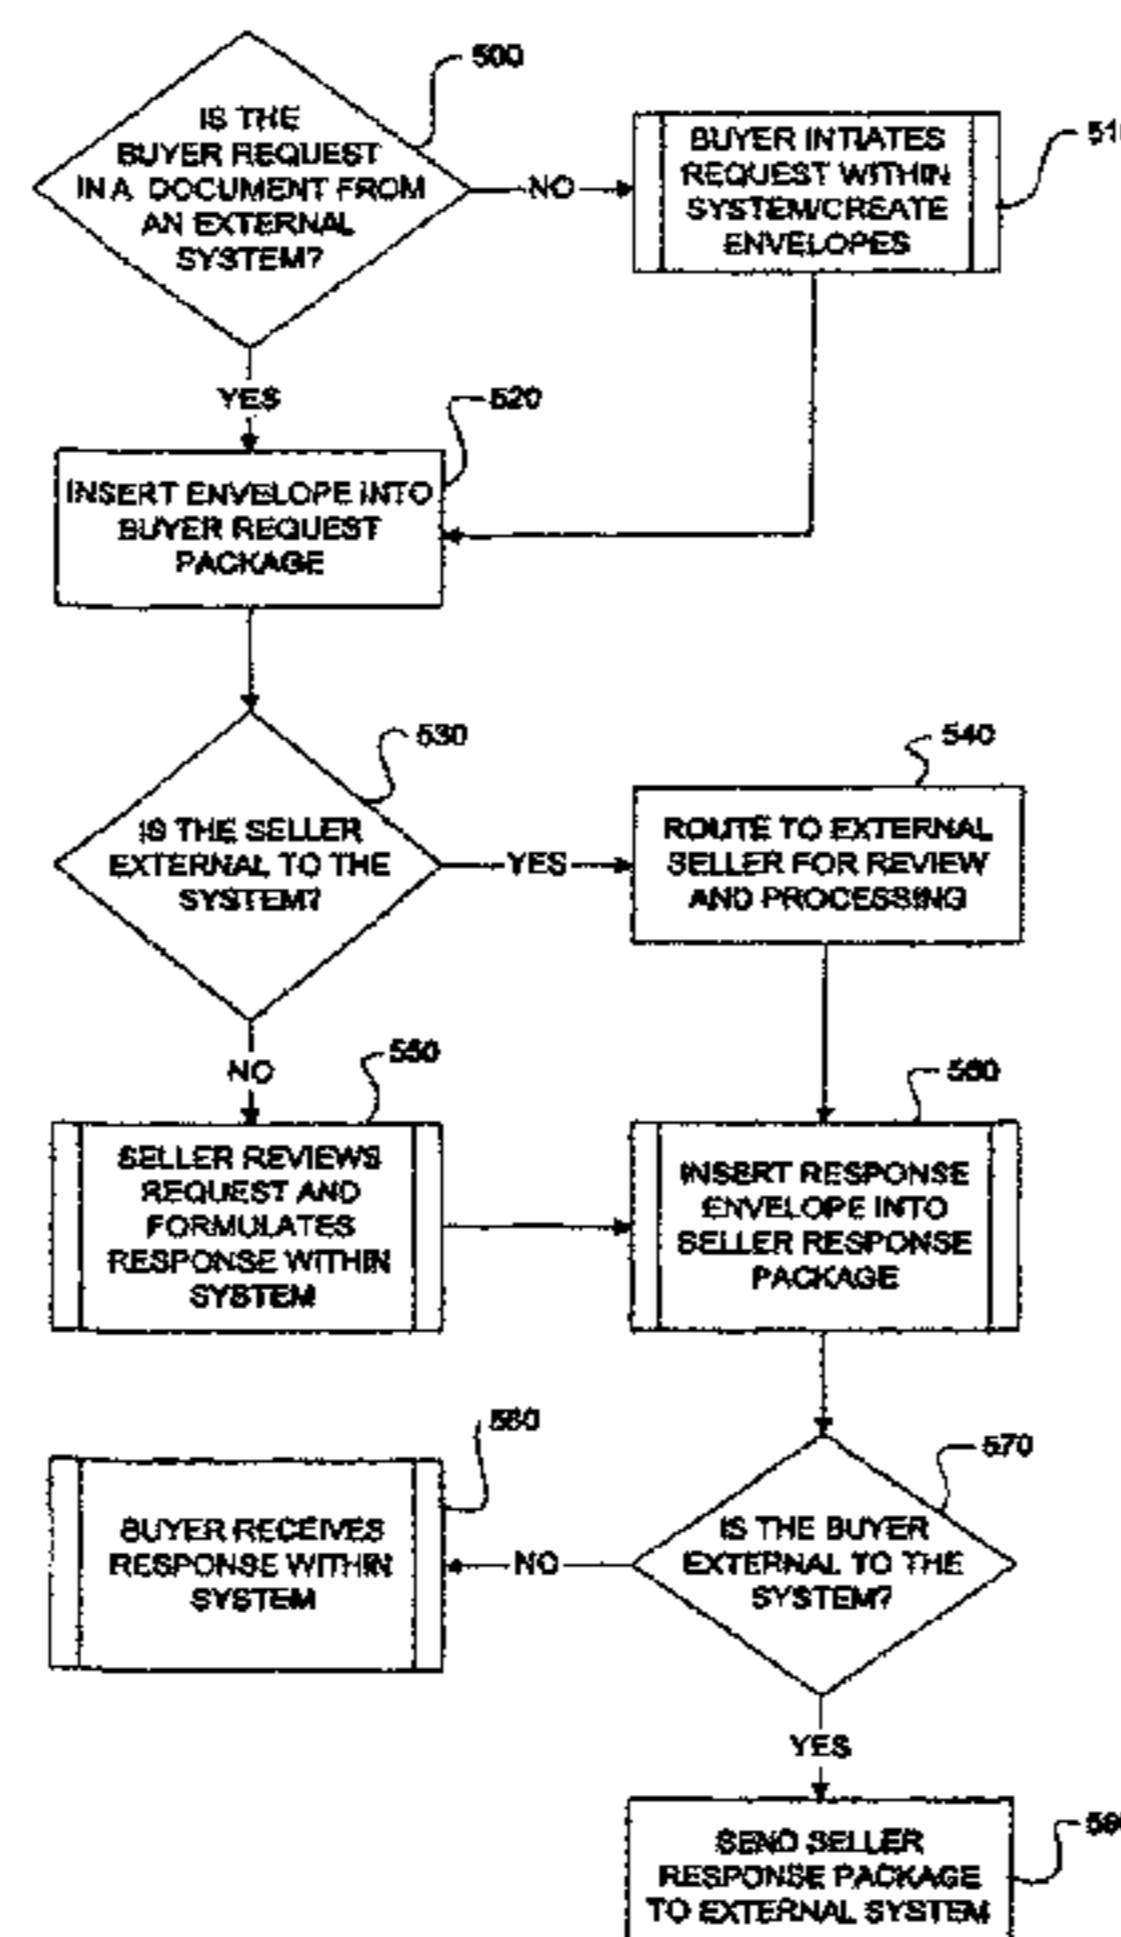 500
IS THE
BUYER REQUEST
IN A DOCUMENT FROM
AN EXTERNAL
SYSTEM?
NO
BUYER INTIATES
REQUEST WITHIN
SYSTEM/CREATE
ENVELOPES
YES
520
INSERT ENVELOPE INTO
BUYER REQUEST
PACKAGE
530
IS THE SELLER
EXTERNAL TO THE
SYSTEM?
YES
540
ROUTE TO EXTERNAL
SELLER FOR REVIEW
AND PROCESSING
NO
550
SELLER REVIEWS
REQUEST AND
FORMULATES
RESPONSE WITHIN
SYSTEM
560
INSERT RESPONSE
ENVELOPE INTO
SELLER RESPONSE
PACKAGE
570
IS THE BUYER
EXTERNAL TO THE
SYSTEM?
NO
BUYER RECEIVES
RESPONSE WITHIN
SYSTEM
YES
SEND SELLER
RESPONSE PACKAGE
TO EXTERNAL SYSTEM